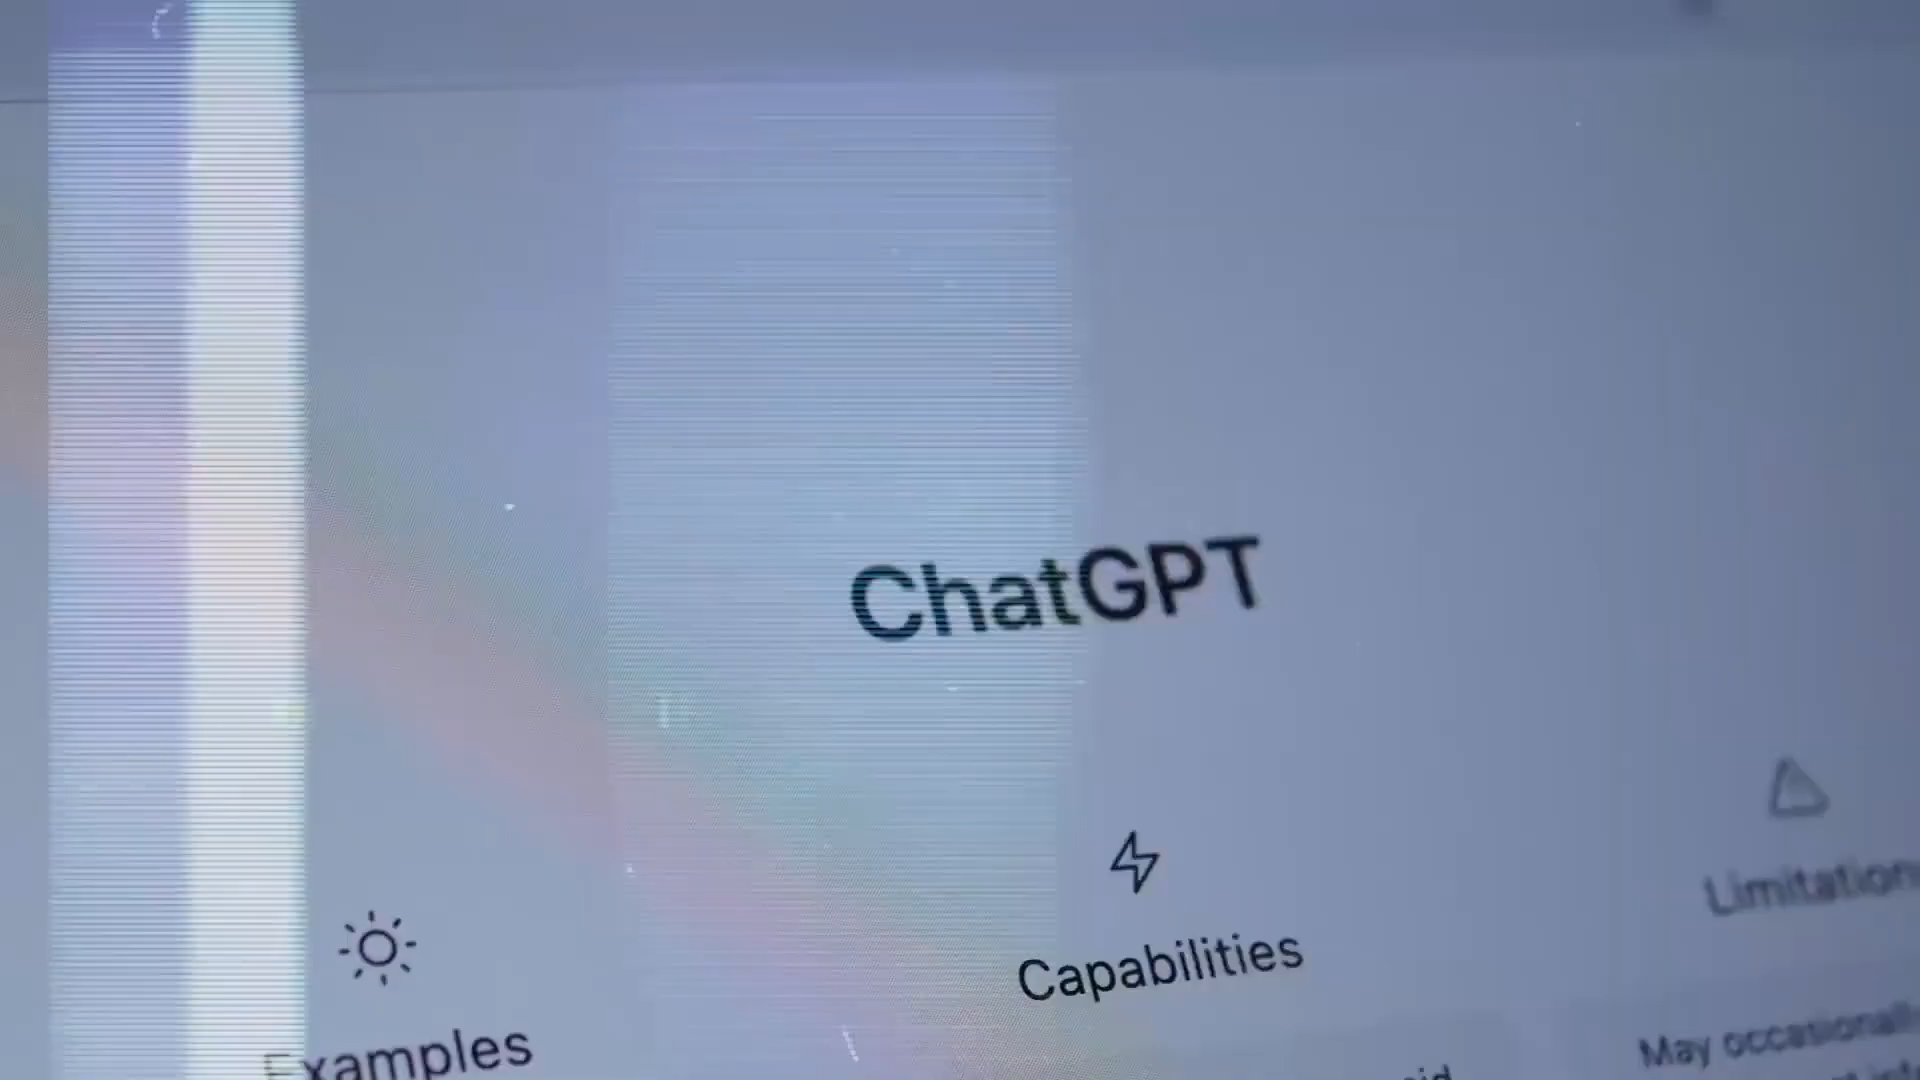 ChatGPT
Examples
Capabilities
Limitations
May occasionally